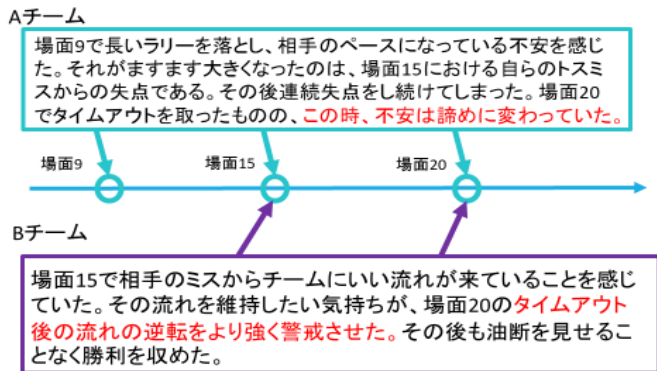 Aチーム
場面9で長いラリーを落とし、相手のペースになっている不安を感じ
た。それがますます大きくなったのは、場面15における自らのトスミ
スからの失点である。その後連続失点をし続けてしまった。場面20
でタイムアウトを取ったものの、この時、不安は諦めに変わっていた。
場面9 場面15 場面20
Bチーム
場面15で相手のミスからチームにいい流れが来ていることを感じ
ていた。その流れを維持したい気持ちが、場面20のタイムアウト
後の流れの逆転をより強く警戒させた。その後も油断を見せるこ
となく勝利を収めた。